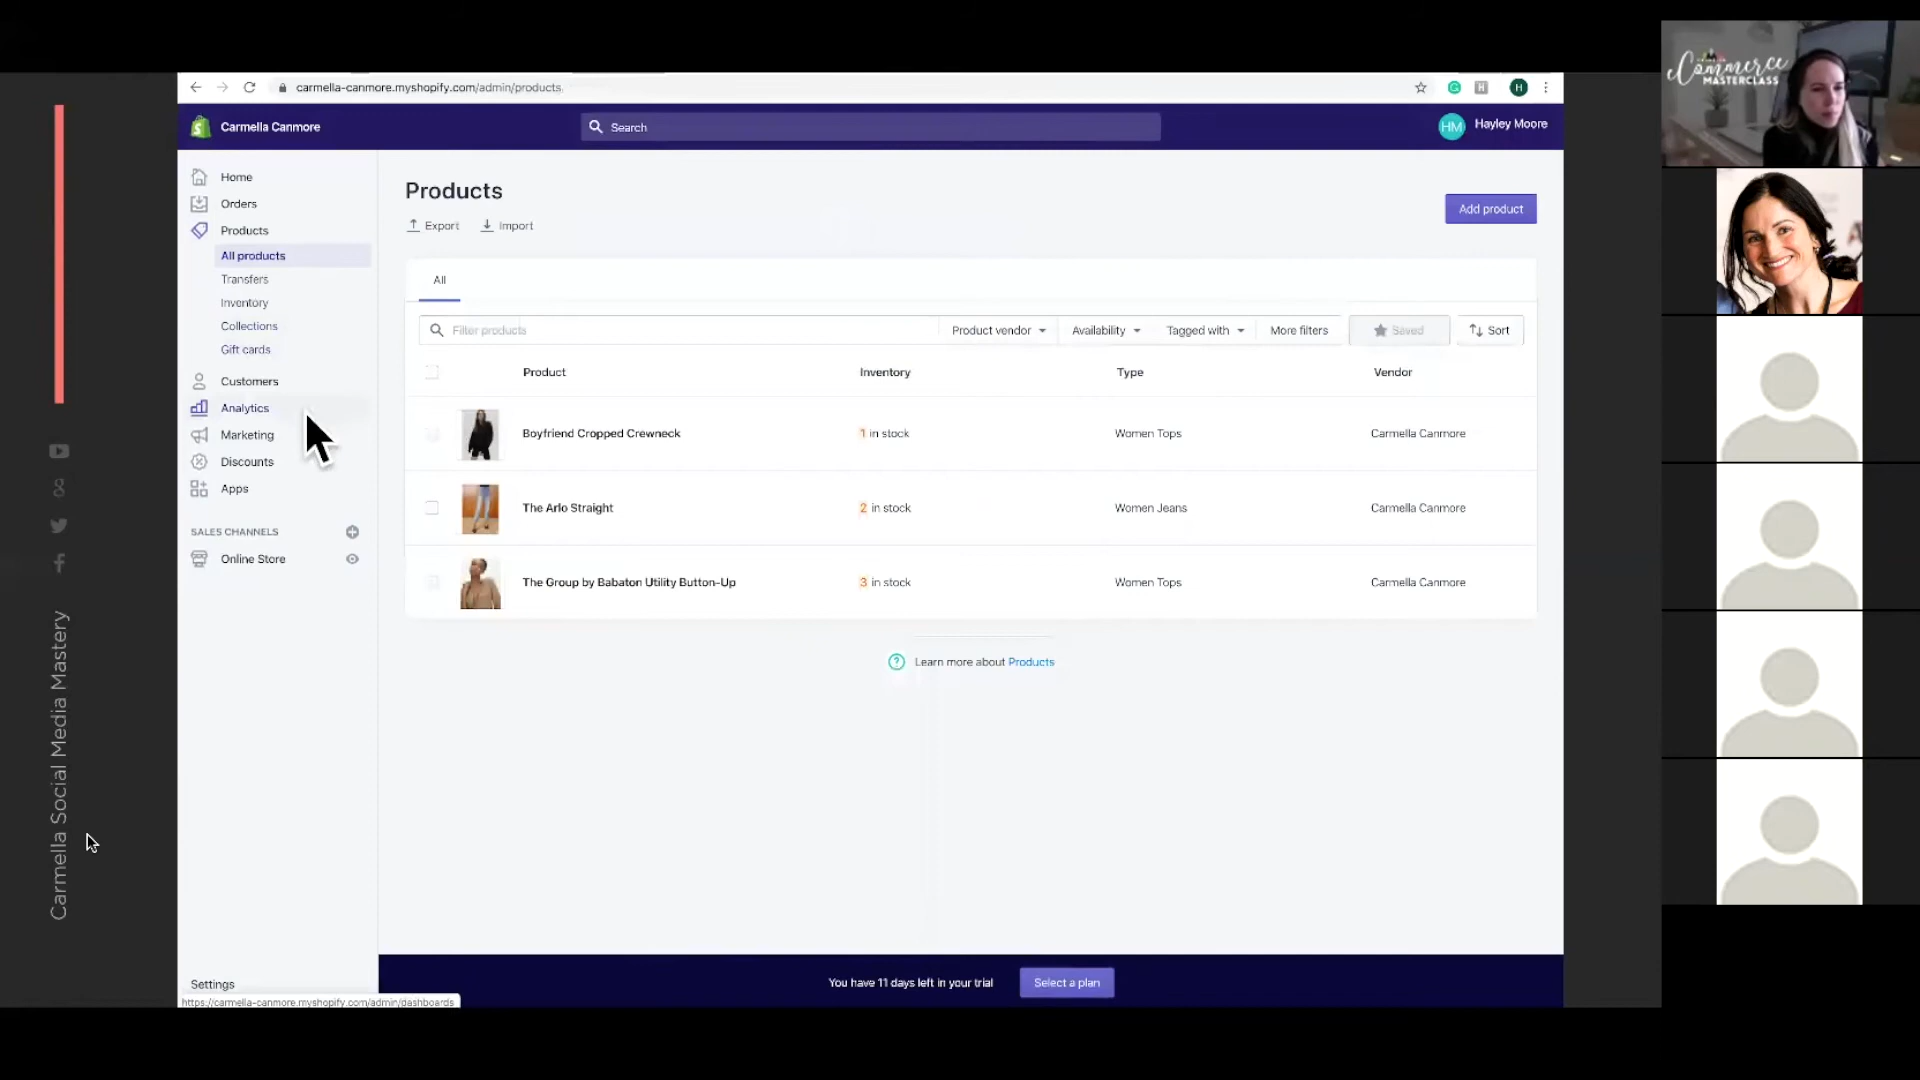 carmella-canmore.myshopify.com/admin/products
Carmella Canmore
Search
HM
Hayley Moore
H
Home
Orders
Products
All products
Transfers
Inventory
Collections
Gift cards
Customers
Analytics
Marketing
Discounts
Apps
SALES CHANNELS
Online Store
Settings
https://carmella-canmore.myshopify.com/admin/dashboards
Products
Export
Import
Add product
All
Filter products
Product vendor
Availability
Tagged with
More filters
Saved
Sort
Product Inventory Type Vendor
Boyfriend Cropped Crewneck 1 in stock Women Tops Carmella Canmore
The Arlo Straight 2 in stock Women Jeans Carmella Canmore
The Group by Babaton Utility Button-Up 3 in stock Women Tops Carmella Canmore
Learn more about Products
You have 11 days left in your trial
Select a plan
Carmella Social Media Mastery
eCommerce
MASTERCLASS